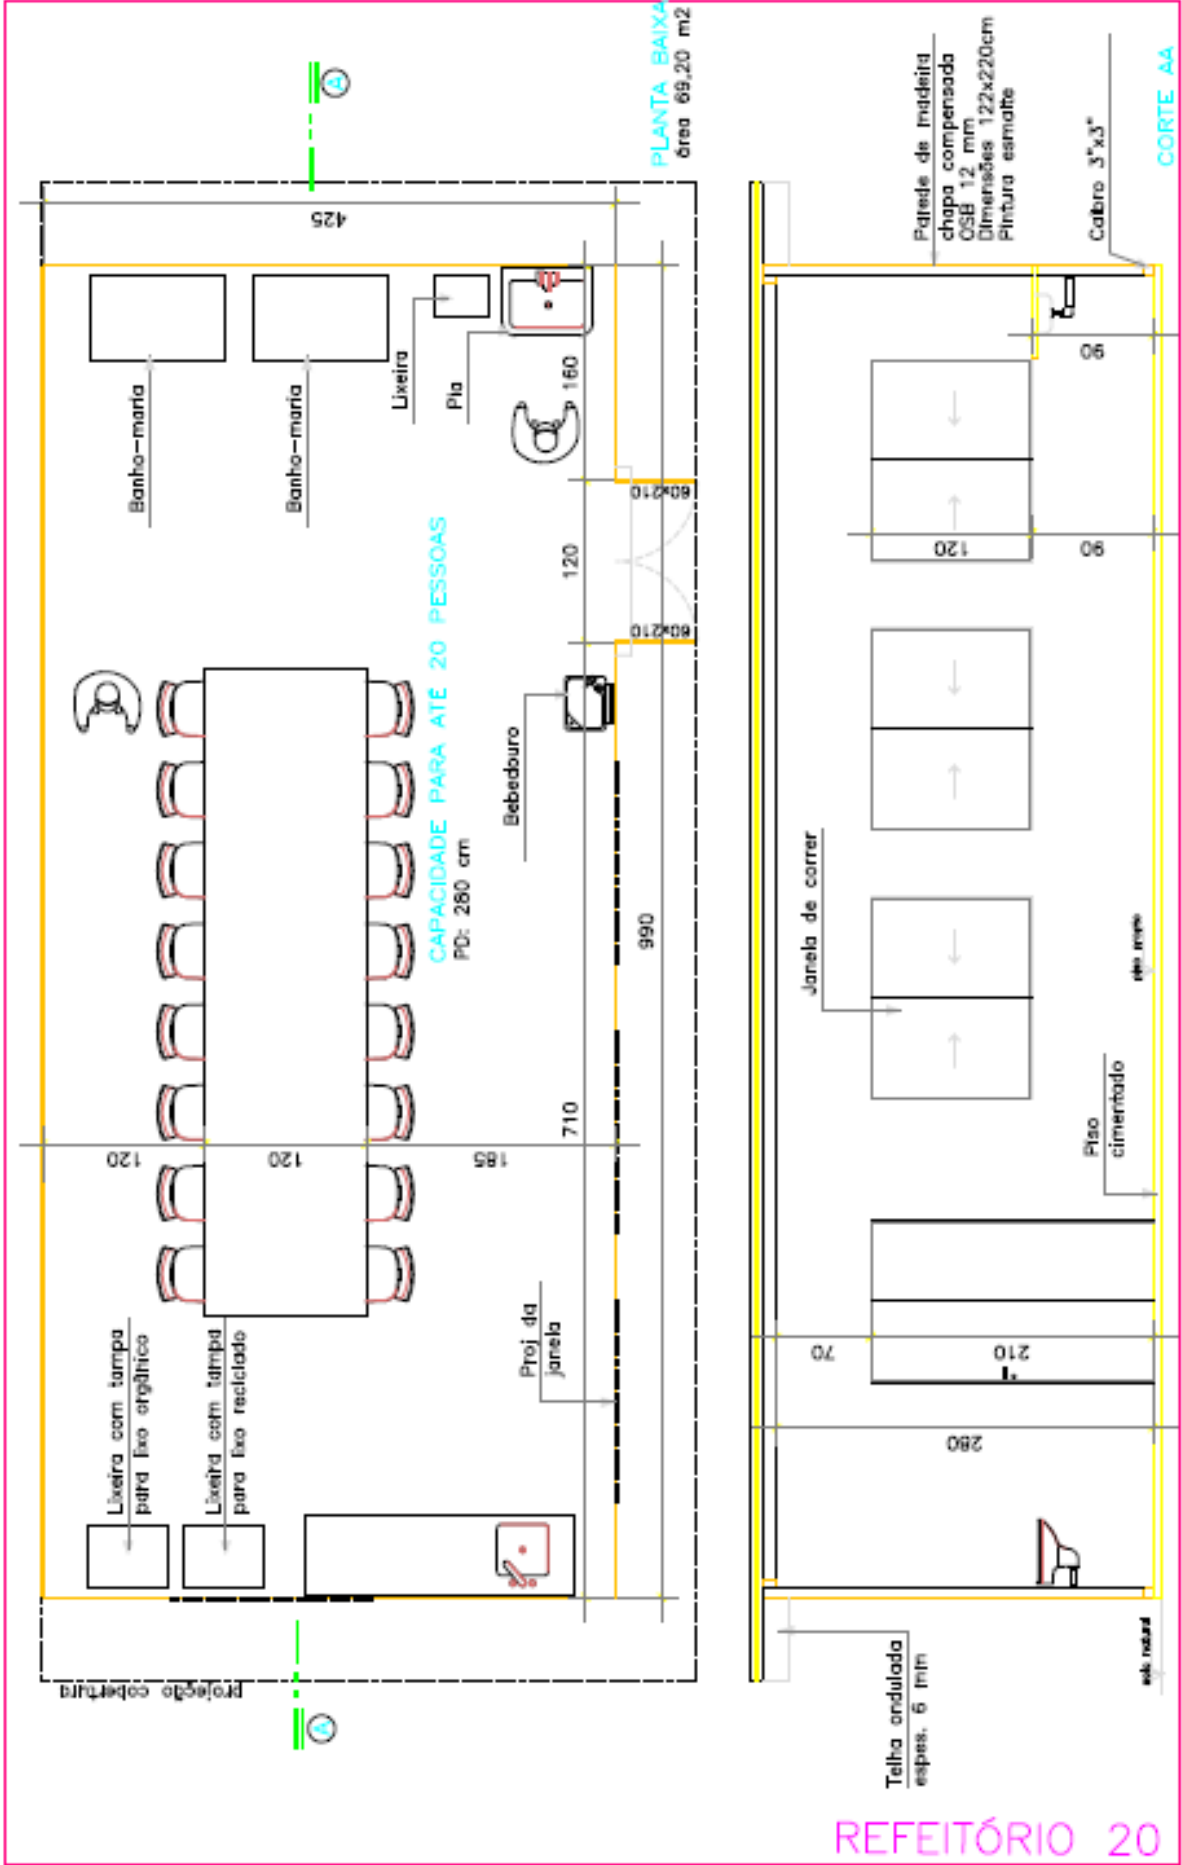 PLANTA BAIXA
área 69,20 m2
A
A
projeção cobertura
425
Banho-maria
Banho-maria
Lixeira
Pia
160
120
60x210
60x210
CAPACIDADE PARA ATÉ 20 PESSOAS
PD: 280 cm
Bebedouro
990
710
120
120
185
Lixeira com tampa
para lixo orgânico
Lixeira com tampa
para lixo reciclado
Proj da
janela
CORTE AA
Parede de madeira
chapa compensada
OSB 12 mm
Dimensões 122x220cm
Pintura esmalte
Caibro 3"x3"
90
120
90
Janela de correr
Piso
cimentado
70
210
280
Telha ondulada
espes. 6 mm
solo natural
REFEITÓRIO 20